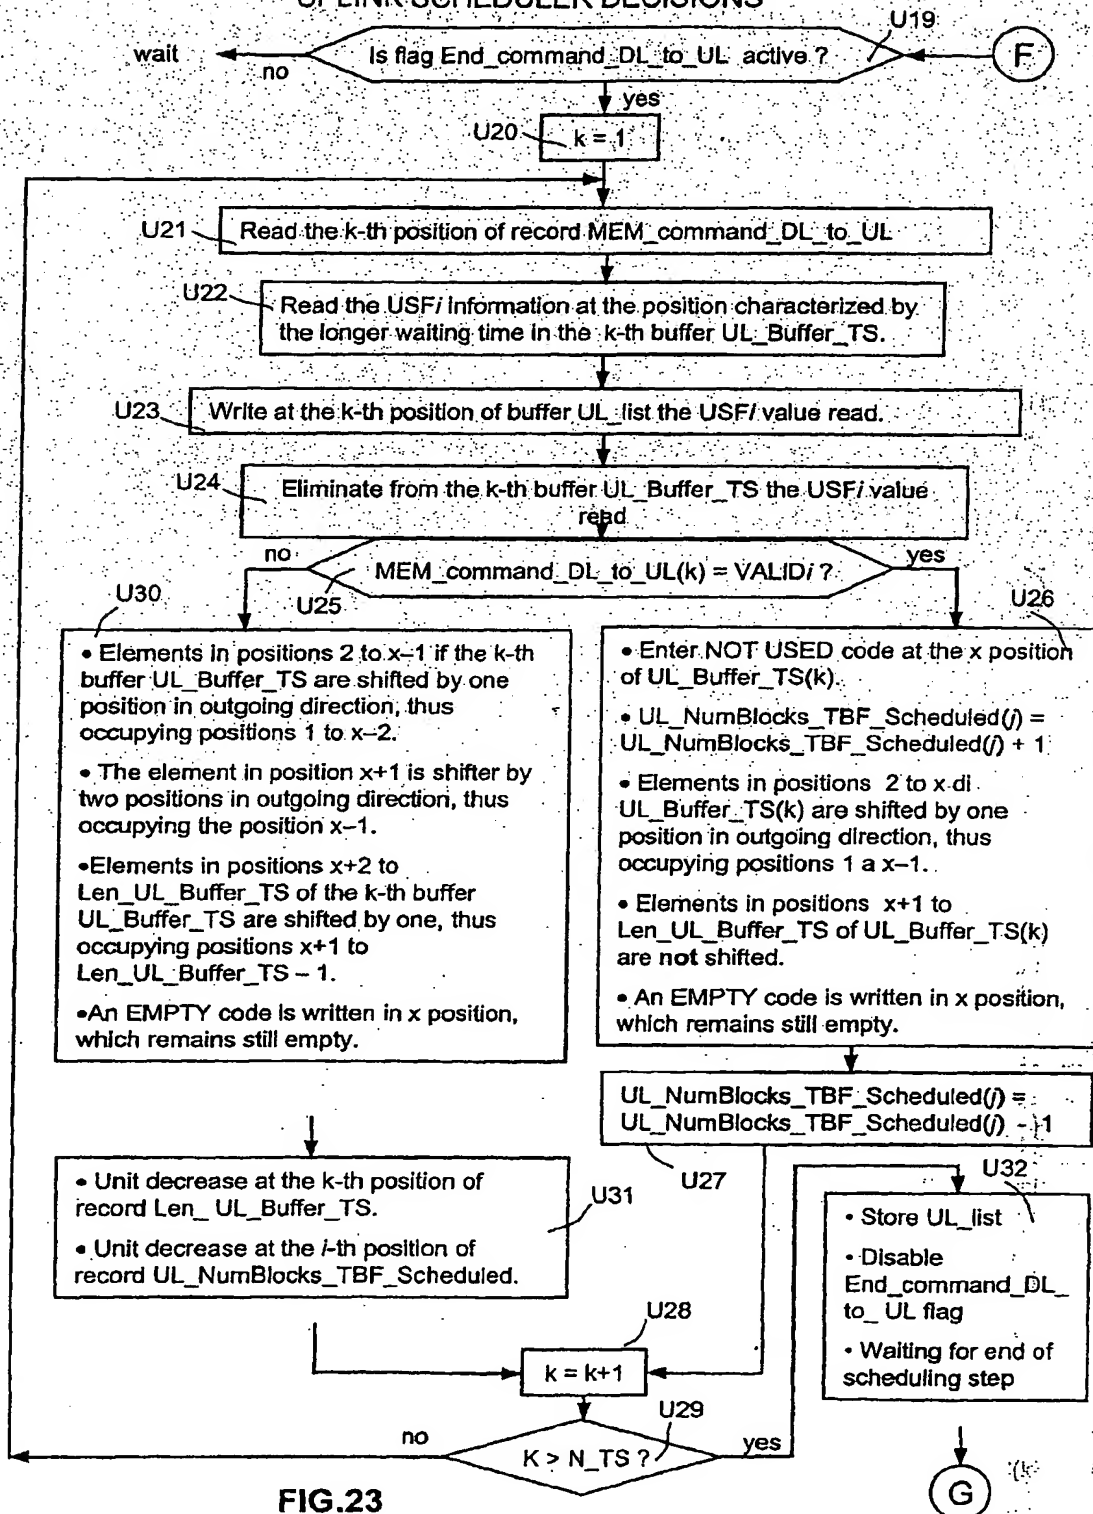 UPLINK SCHEDULER DECISIONS
U19
wait
no
Is flag End_command_DL_to_UL active ?
F
yes
U20
k = 1
U21
Read the k-th position of record MEM_command_DL_to_UL
U22
Read the USFi information at the position characterized by
the longer waiting time in the k-th buffer UL_Buffer_TS.
U23
Write at the k-th position of buffer UL_list the USFi value read.
U24
Eliminate from the k-th buffer UL_Buffer_TS the USFi value
read
no
yes
MEM_command_DL_to_UL(k) = VALIDi ?
U25
U30
U26
• Elements in positions 2 to x–1 if the k-th
buffer UL_Buffer_TS are shifted by one
position in outgoing direction, thus
occupying positions 1 to x–2.
• The element in position x+1 is shifter by
two positions in outgoing direction, thus
occupying the position x–1.
•Elements in positions x+2 to
Len_UL_Buffer_TS of the k-th buffer
UL_Buffer_TS are shifted by one, thus
occupying positions x+1 to
Len_UL_Buffer_TS – 1.
•An EMPTY code is written in x position,
which remains still empty.
• Enter NOT USED code at the x position
of UL_Buffer_TS(k).
• UL_NumBlocks_TBF_Scheduled(j) =
UL_NumBlocks_TBF_Scheduled(j) + 1
• Elements in positions 2 to x di
UL_Buffer_TS(k) are shifted by one
position in outgoing direction, thus
occupying positions 1 a x–1.
• Elements in positions x+1 to
Len_UL_Buffer_TS of UL_Buffer_TS(k)
are not shifted.
• An EMPTY code is written in x position,
which remains still empty.
UL_NumBlocks_TBF_Scheduled(j) =
UL_NumBlocks_TBF_Scheduled(j) - 1
U27
• Unit decrease at the k-th position of
record Len_ UL_Buffer_TS.
• Unit decrease at the i-th position of
record UL_NumBlocks_TBF_Scheduled.
U31
U32
• Store UL_list
• Disable
End_command_DL_
to_ UL flag
• Waiting for end of
scheduling step
U28
k = k+1
U29
no
K > N_TS ?
yes
G
FIG.23